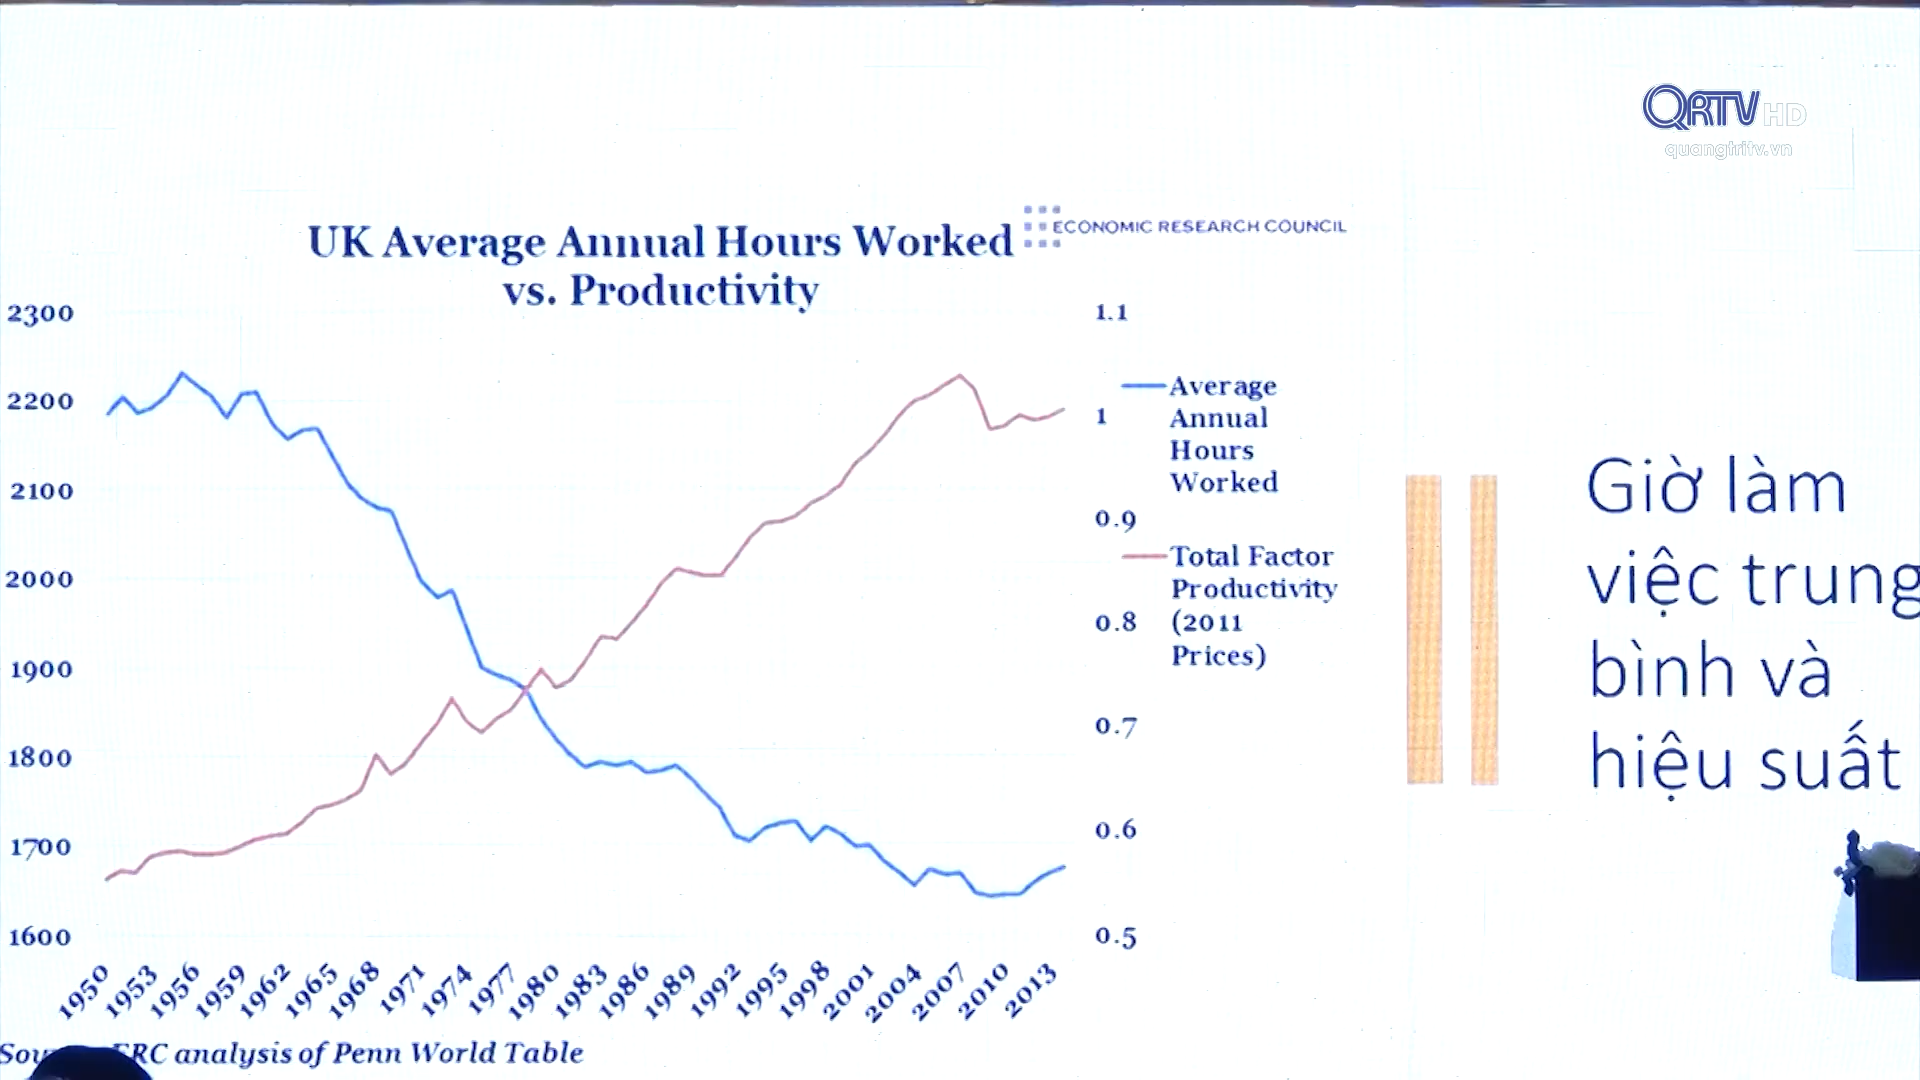 QRTV HD
quangtritv.vn
UK Average Annual Hours Worked
vs. Productivity
ECONOMIC RESEARCH COUNCIL
2300
2200
2100
2000
1900
1800
1700
1600
1.1
1
0.9
0.8
0.7
0.6
0.5
Average
Annual
Hours
Worked
Total Factor
Productivity
(2011
Prices)
1950
1953
1956
1959
1962
1965
1968
1971
1974
1977
1980
1983
1986
1989
1992
1995
1998
2001
2004
2007
2010
2013
ERC analysis of Penn World Table
Giờ làm
việc trung
bình và
hiệu suất